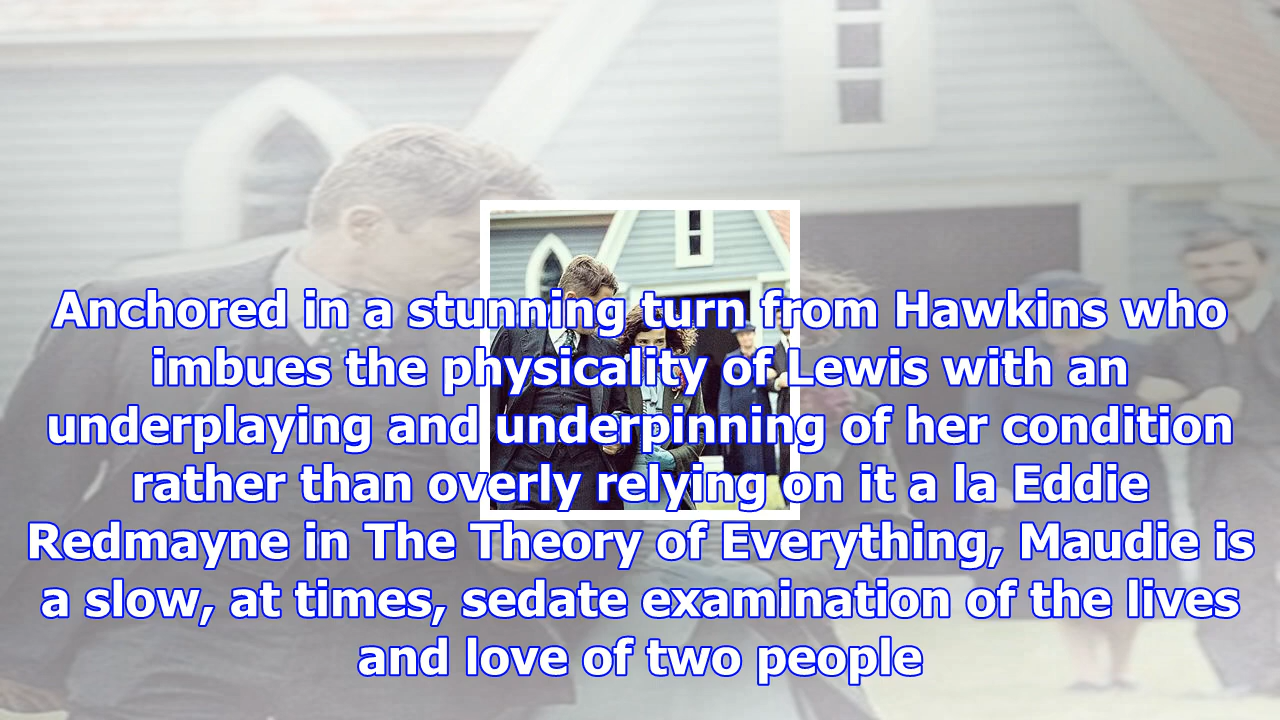 Anchored in a stunning turn from Hawkins who
imbues the physicality of Lewis with an
underplaying and underpinning of her condition
rather than overly relying on it a la Eddie
Redmayne in The Theory of Everything, Maudie is
a slow, at times, sedate examination of the lives
and love of two people